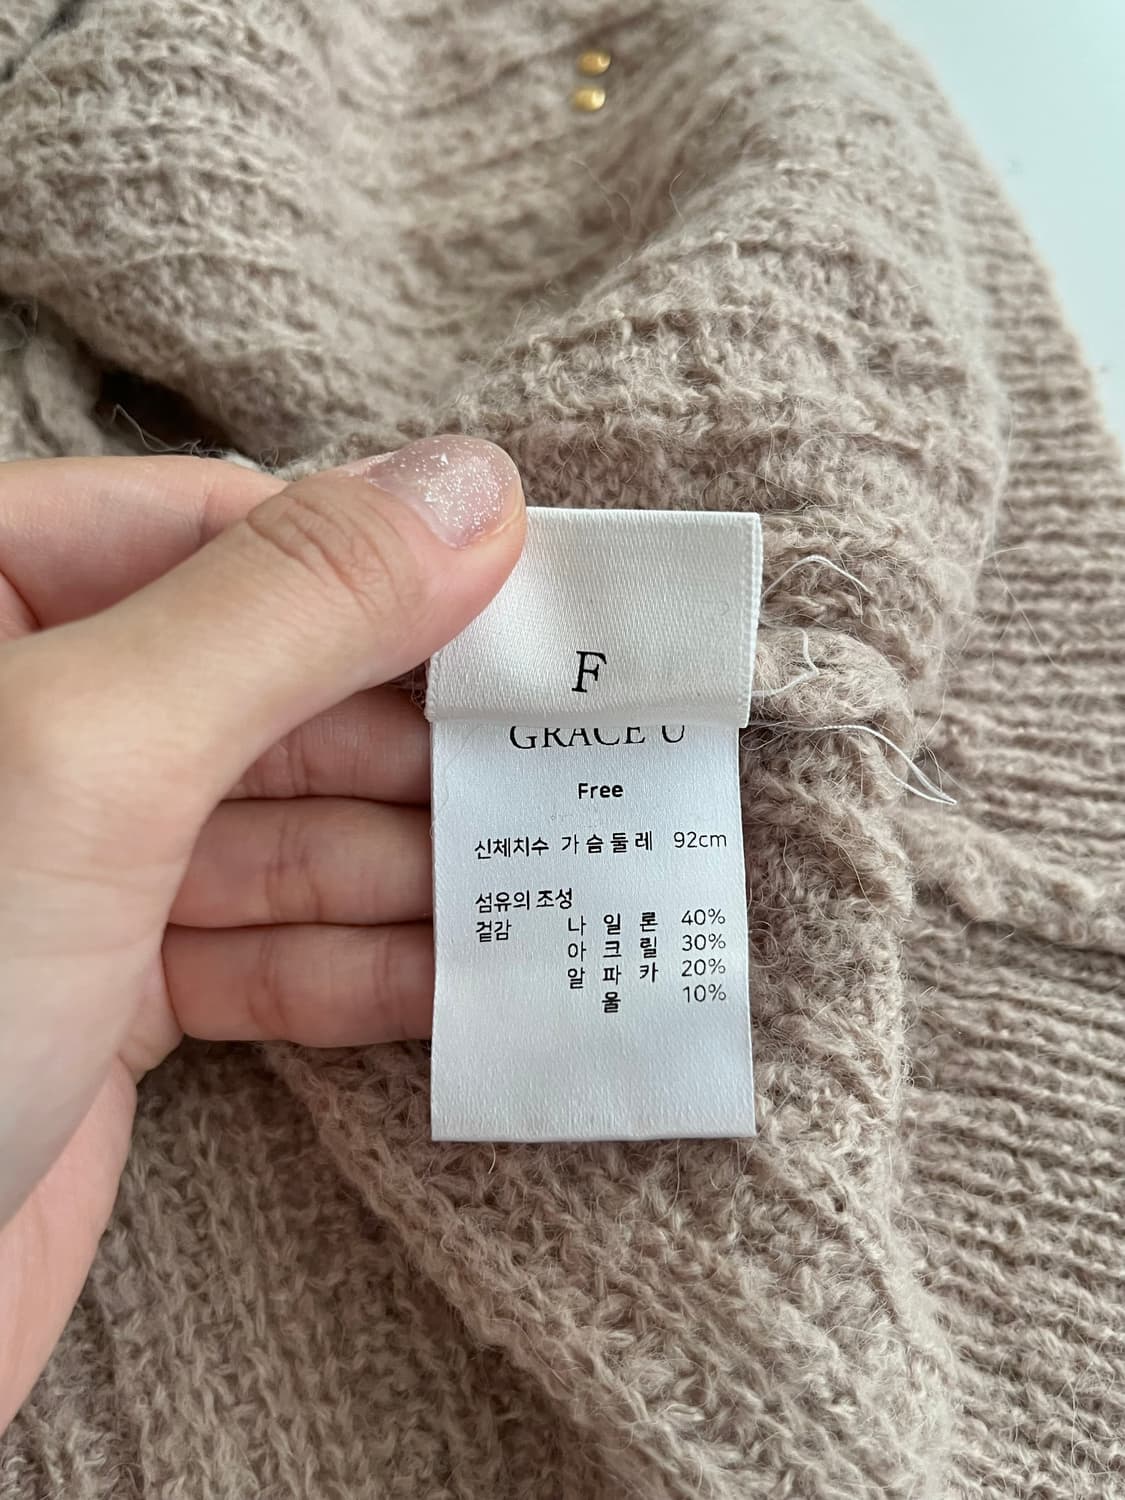 F
GRACE U
Free
신체치수 가슴둘레 92cm
섬유의 조성
겉감 나일론 40%
아크릴 30%
알파카 20%
울 10%